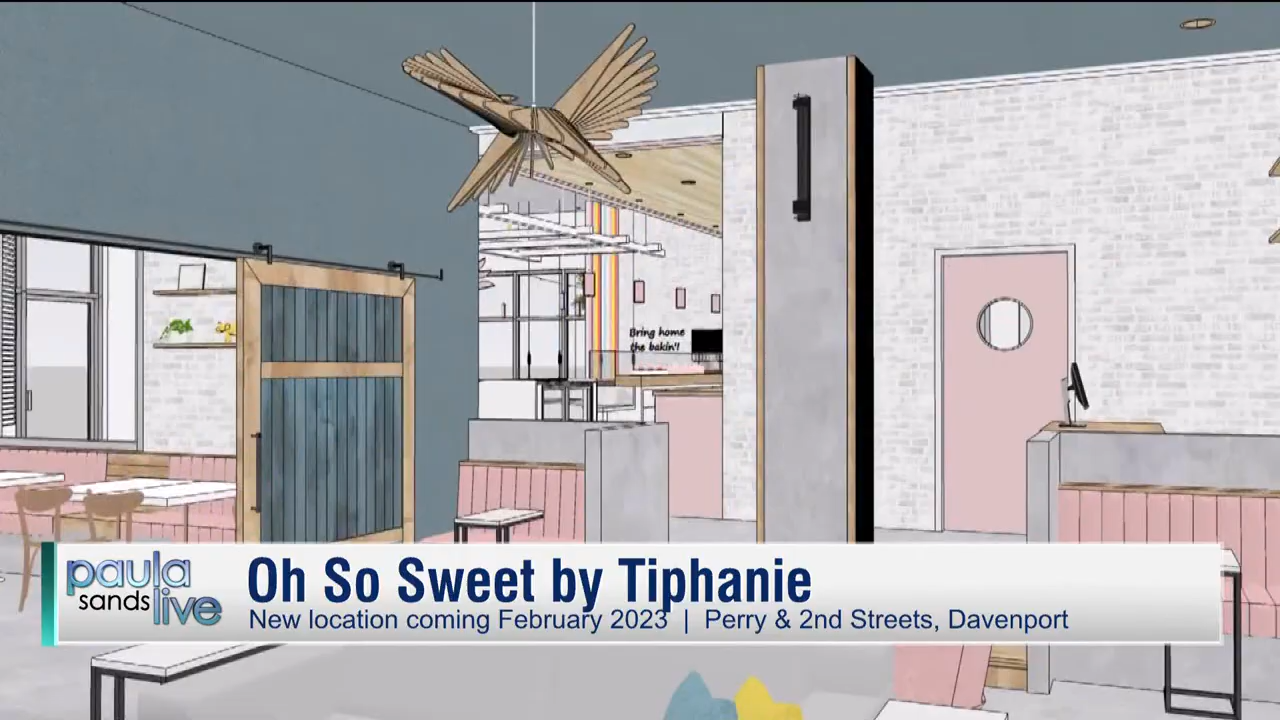 Bring home
the bakin'!
paula
sands live
Oh So Sweet by Tiphanie
New location coming February 2023 | Perry & 2nd Streets, Davenport